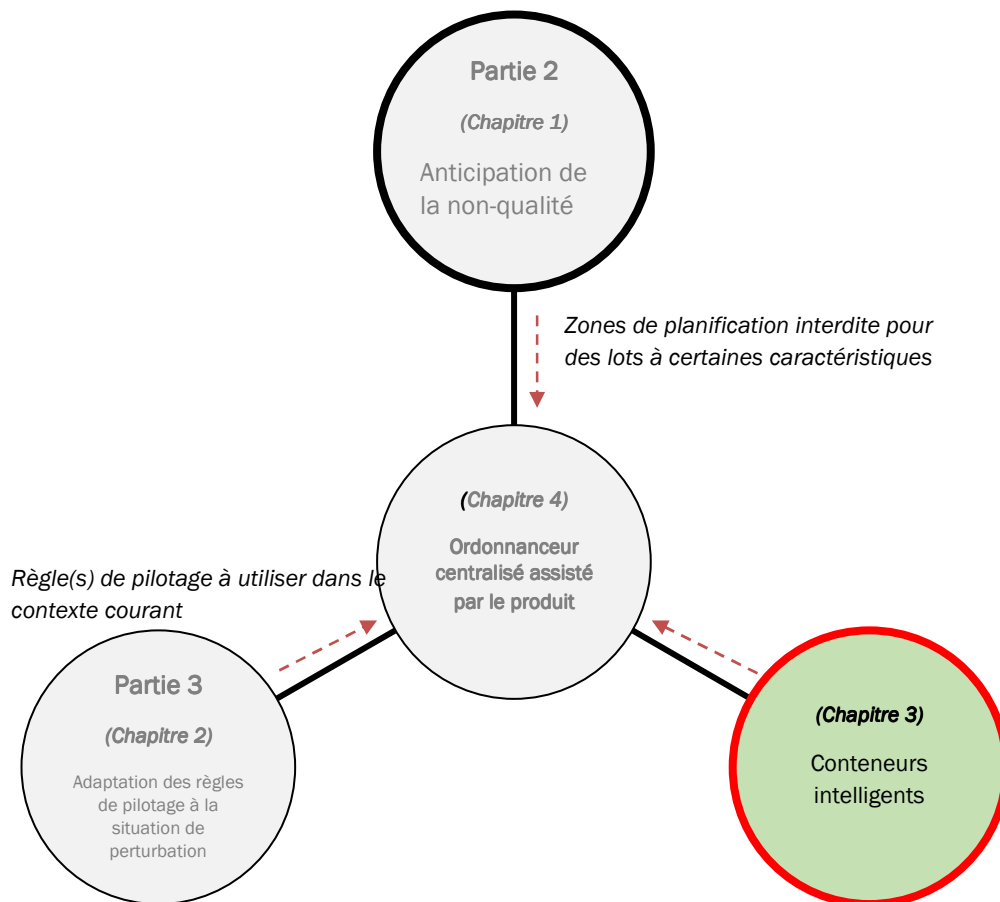 Partie 2
(Chapitre 1)
Anticipation de
la non-qualité
Zones de planification interdite pour
des lots à certaines caractéristiques
(Chapitre 4)
Ordonnanceur
centralisé assisté
par le produit
Règle(s) de pilotage à utiliser dans le
contexte courant
Partie 3
(Chapitre 2)
Adaptation des règles
de pilotage à la
situation de
perturbation
(Chapitre 3)
Conteneurs
intelligents